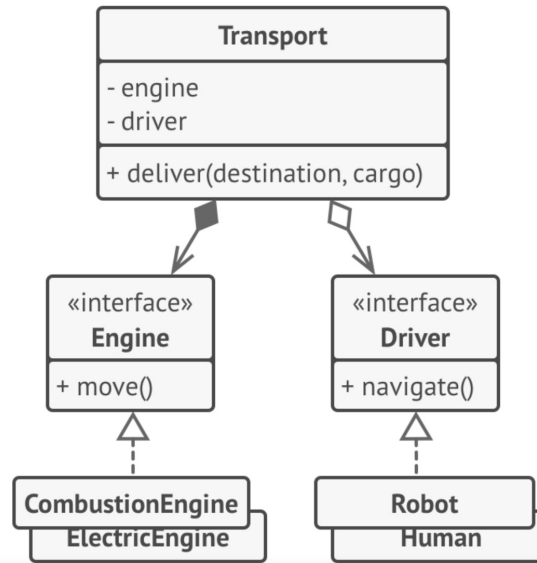 Transport
- engine
- driver
+ deliver(destination, cargo)
«interface»
Engine
+ move()
«interface»
Driver
+ navigate()
CombustionEngine
ElectricEngine
Robot
Human